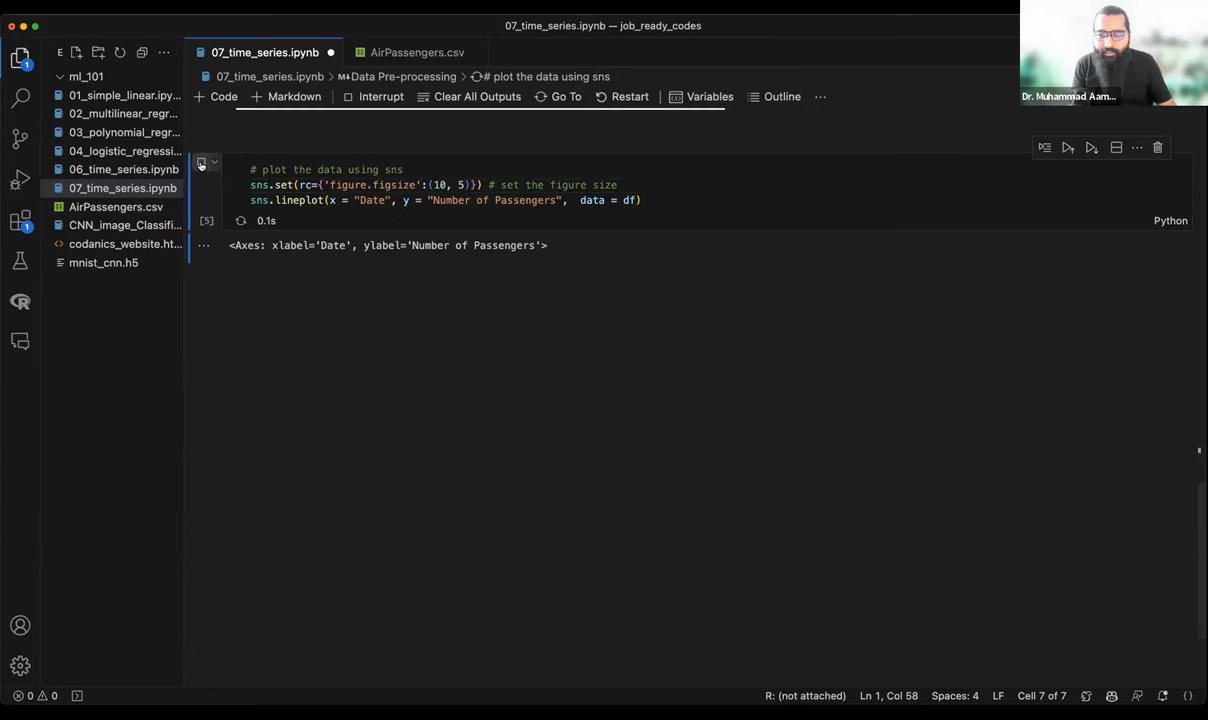 07_time_series.ipynb — job_ready_codes
Dr. Muhammad Aam...
E
07_time_series.ipynb
AirPassengers.csv
ml_101
01_simple_linear.ipy...
02_multilinear_regr...
03_polynomial_regr...
04_logistic_regressi...
06_time_series.ipynb
07_time_series.ipynb
AirPassengers.csv
CNN_image_Classifi...
codanics_website.ht...
mnist_cnn.h5
1
1
07_time_series.ipynb > M↓Data Pre-processing > # plot the data using sns
+ Code + Markdown Interrupt Clear All Outputs Go To Restart Variables Outline ...
# plot the data using sns
sns.set(rc={'figure.figsize':(10, 5)}) # set the figure size
sns.lineplot(x = "Date", y = "Number of Passengers",  data = df)
[5] 0.1s Python
... <Axes: xlabel='Date', ylabel='Number of Passengers'>
0 0 R: (not attached) Ln 1, Col 58 Spaces: 4 LF Cell 7 of 7